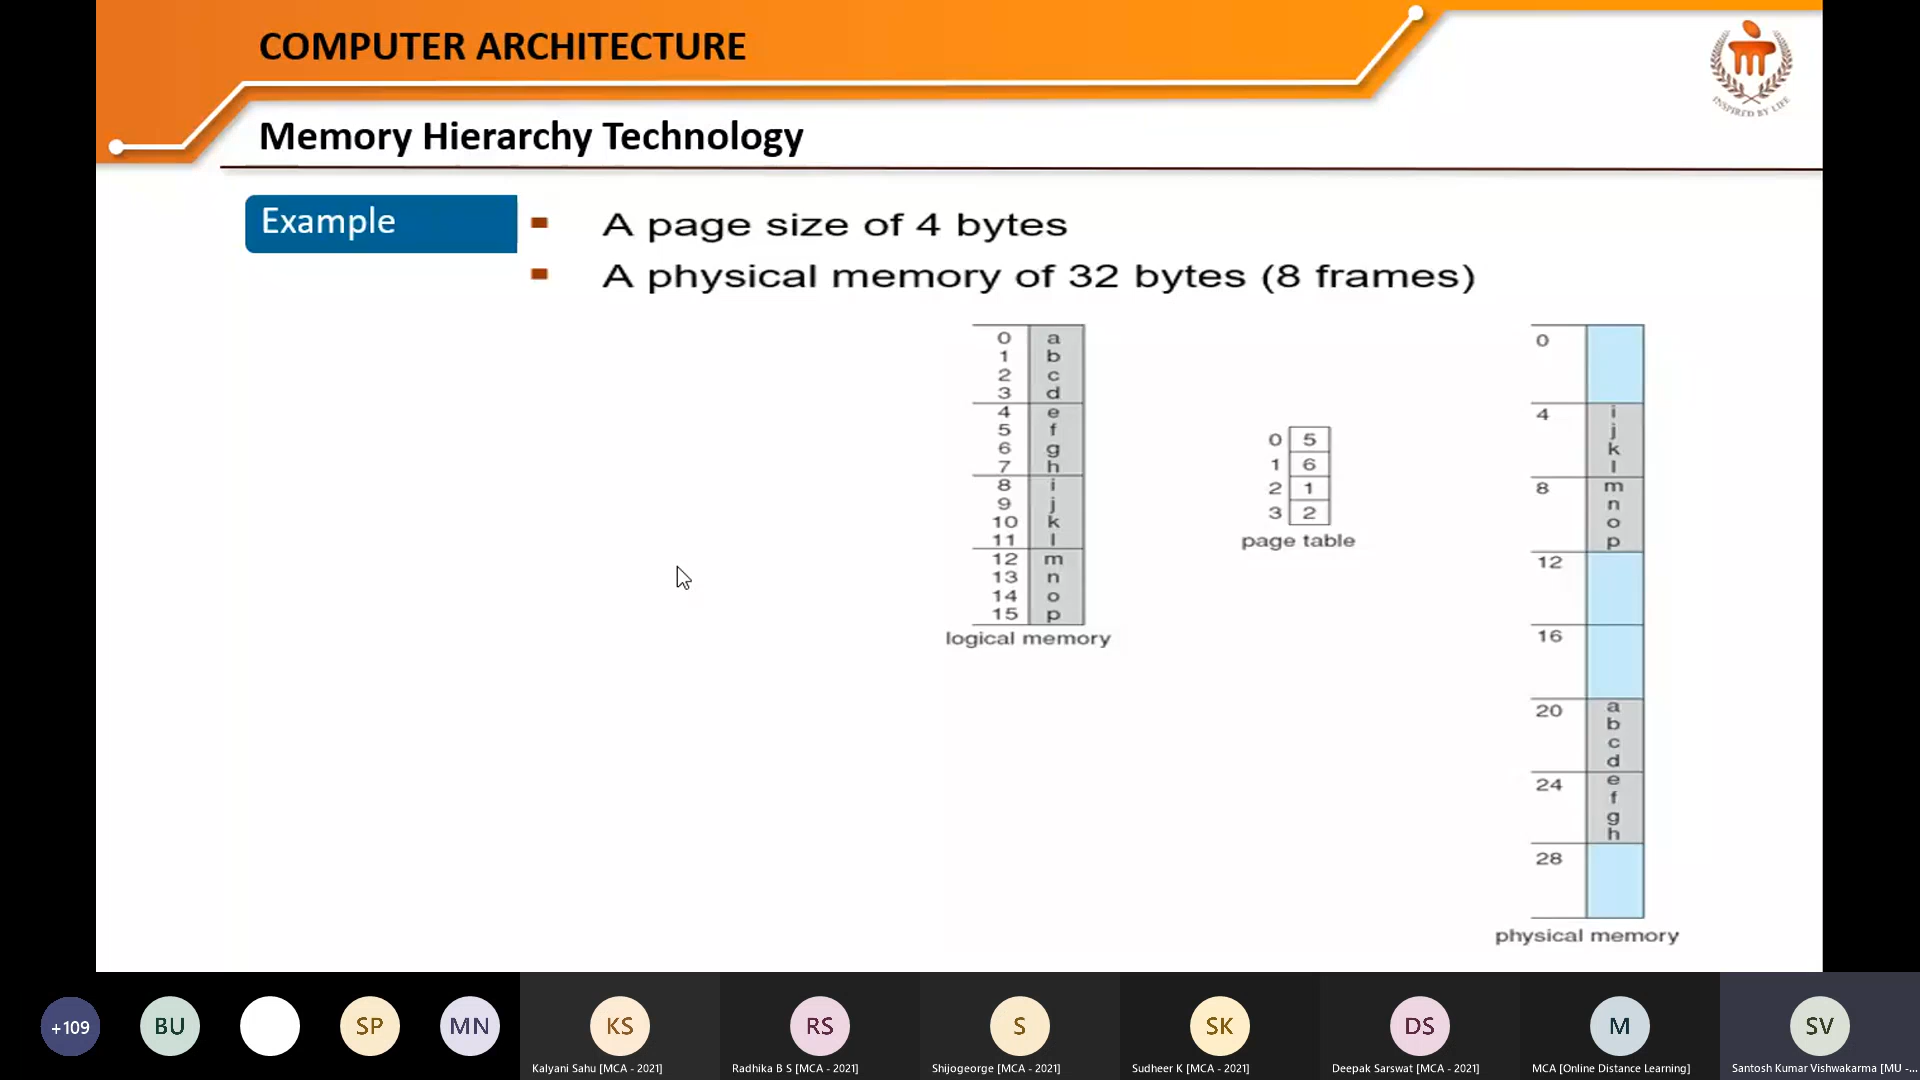 COMPUTER ARCHITECTURE
INSPIRED BY LIFE
Memory Hierarchy Technology
Example
A page size of 4 bytes
A physical memory of 32 bytes (8 frames)
0 a
1 b
2 c
3 d
4 e
5 f
6 g
7 h
8 i
9 j
10 k
11 l
12 m
13 n
14 o
15 p
logical memory
0 5
1 6
2 1
3 2
page table
0
4 i
j
k
l
8 m
n
o
p
12
16
20 a
b
c
d
24 e
f
g
h
28
physical memory
+109
BU
SP
MN
KS
RS
S
SK
DS
M
SV
Kalyani Sahu [MCA - 2021]
Radhika B S [MCA - 2021]
Shijogeorge [MCA - 2021]
Sudheer K [MCA - 2021]
Deepak Sarswat [MCA - 2021]
MCA [Online Distance Learning]
Santosh Kumar Vishwakarma [MU -...